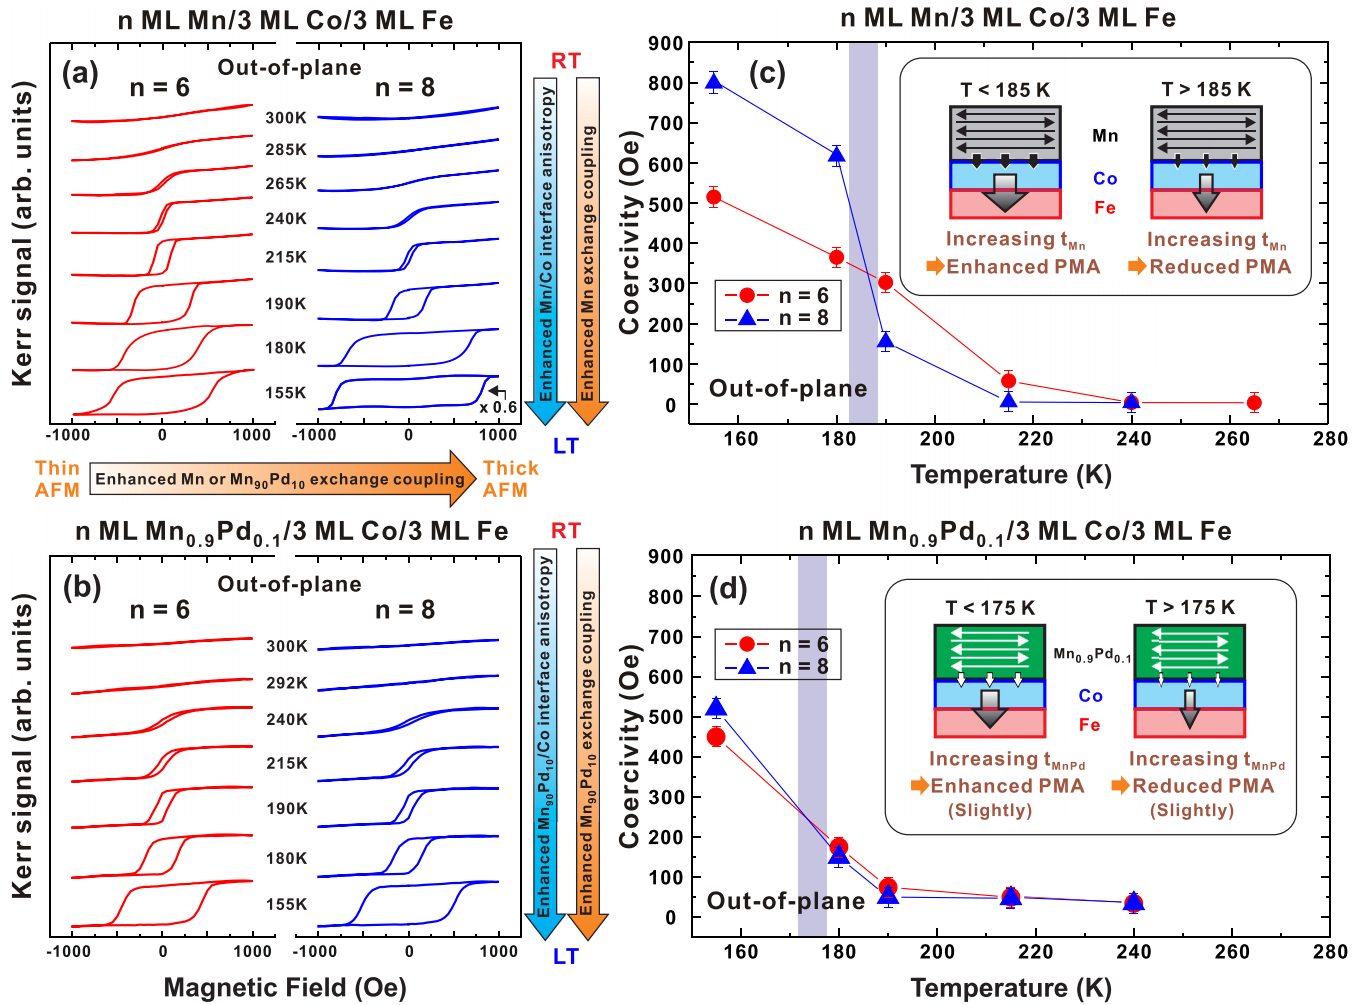 n ML Mn/3 ML Co/3 ML Fe
(a)
Out-of-plane
n = 6
n = 8
Kerr signal (arb. units)
300K
285K
265K
240K
215K
190K
180K
155K
x 0.6
-1000 0 1000
-1000 0 1000
RT
Enhanced Mn/Co interface anisotropy
Enhanced Mn exchange coupling
LT
Thin
AFM
Enhanced Mn or Mn90Pd10 exchange coupling
Thick
AFM
n ML Mn0.9Pd0.1/3 ML Co/3 ML Fe
(b)
Out-of-plane
n = 6
n = 8
Kerr signal (arb. units)
300K
292K
240K
215K
190K
180K
155K
-1000 0 1000
-1000 0 1000
Magnetic Field (Oe)
RT
Enhanced Mn90Pd10/Co interface anisotropy
Enhanced Mn90Pd10 exchange coupling
LT
n ML Mn/3 ML Co/3 ML Fe
(c)
Coercivity (Oe)
900
800
700
600
500
400
300
200
100
0
T < 185 K
T > 185 K
Mn
Co
Fe
Increasing tMn
Enhanced PMA
Increasing tMn
Reduced PMA
n = 6
n = 8
Out-of-plane
160 180 200 220 240 260 280
Temperature (K)
n ML Mn0.9Pd0.1/3 ML Co/3 ML Fe
(d)
Coercivity (Oe)
900
800
700
600
500
400
300
200
100
0
n = 6
n = 8
T < 175 K
T > 175 K
Mn0.9Pd0.1
Co
Fe
Increasing tMnPd
Enhanced PMA
(Slightly)
Increasing tMnPd
Reduced PMA
(Slightly)
Out-of-plane
160 180 200 220 240 260 280
Temperature (K)